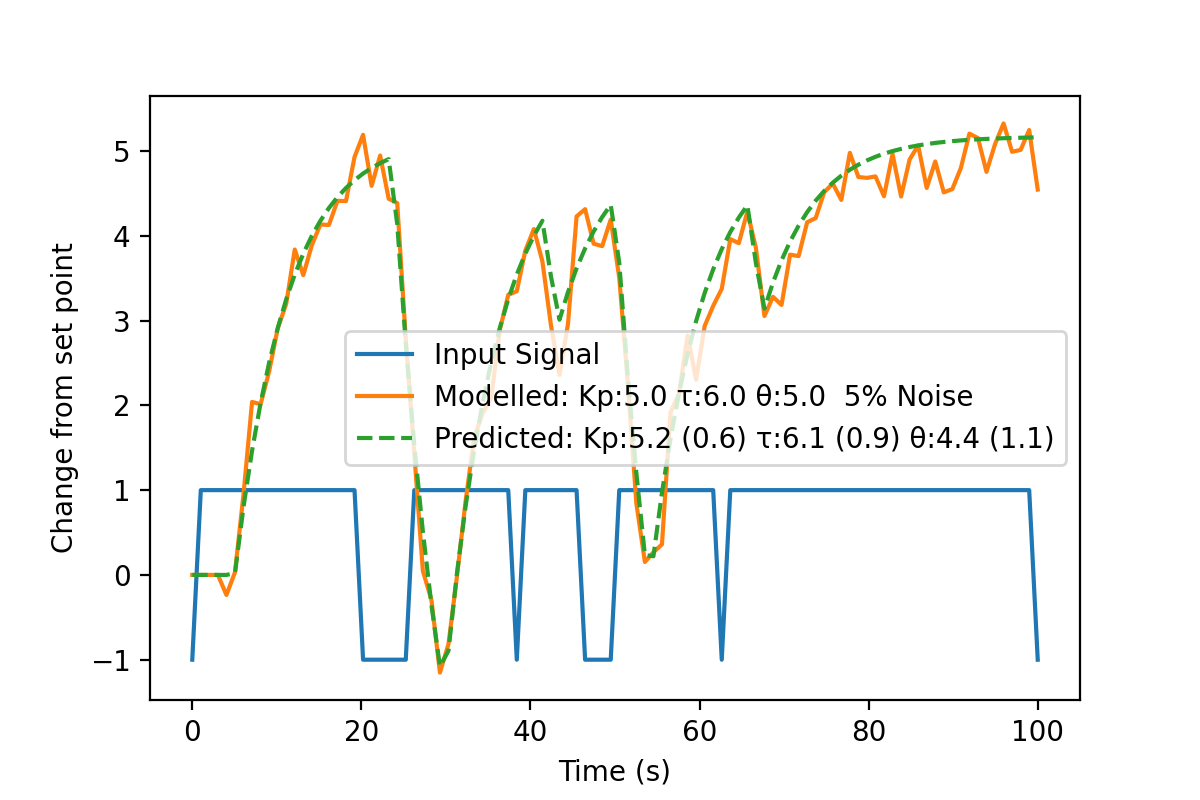 Change from set point
5
4
3
2
1
0
−1
Input Signal
Modelled: Kp:5.0 τ:6.0 θ:5.0  5% Noise
Predicted: Kp:5.2 (0.6) τ:6.1 (0.9) θ:4.4 (1.1)
0 20 40 60 80 100
Time (s)